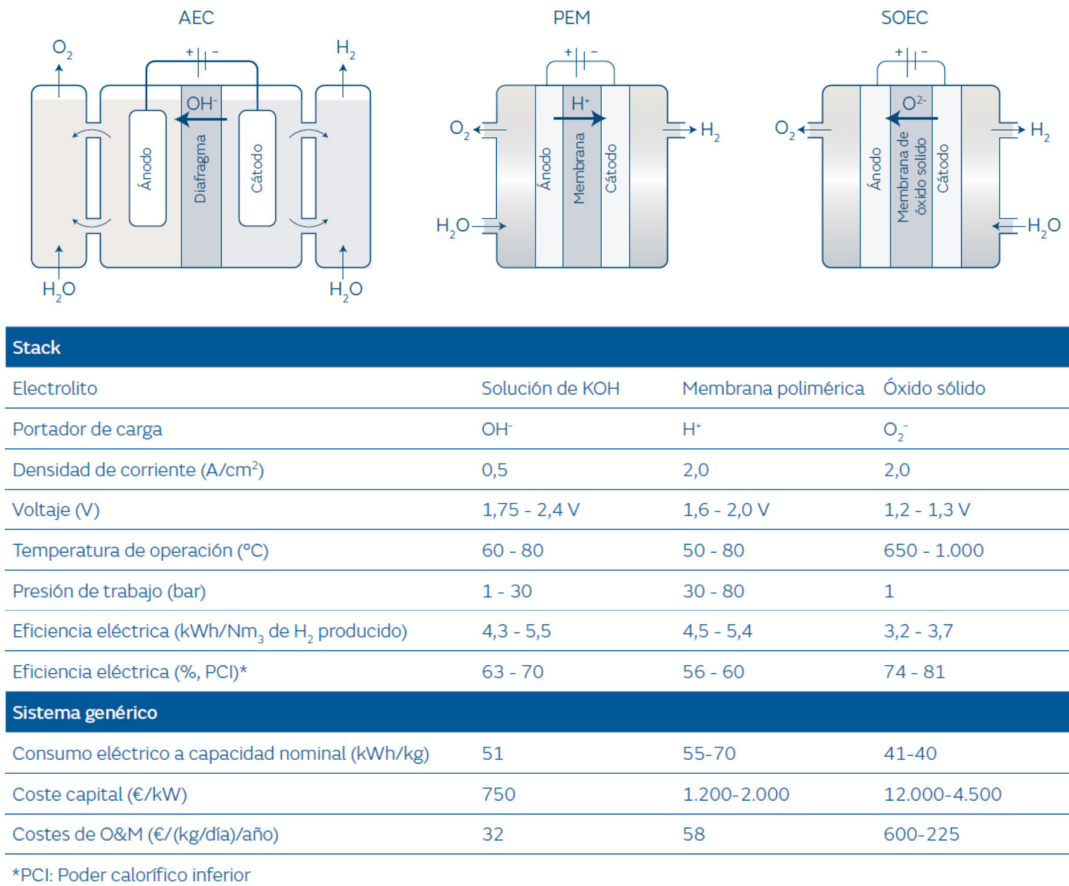 AEC
PEM
SOEC
O₂
H₂
+ −
OH⁻
Ánodo
Diafragma
Cátodo
H₂O
H₂O
+ −
H⁺
O₂
H₂
Ánodo
Membrana
Cátodo
H₂O
+ −
O²⁻
O₂
H₂
Ánodo
Membrana de
óxido solido
Cátodo
H₂O
Stack
Electrolito Solución de KOH Membrana polimérica Óxido sólido
Portador de carga OH⁻ H⁺ O₂⁻
Densidad de corriente (A/cm²) 0,5 2,0 2,0
Voltaje (V) 1,75 - 2,4 V 1,6 - 2,0 V 1,2 - 1,3 V
Temperatura de operación (°C) 60 - 80 50 - 80 650 - 1.000
Presión de trabajo (bar) 1 - 30 30 - 80 1
Eficiencia eléctrica (kWh/Nm₃ de H₂ producido) 4,3 - 5,5 4,5 - 5,4 3,2 - 3,7
Eficiencia eléctrica (%, PCI)* 63 - 70 56 - 60 74 - 81
Sistema genérico
Consumo eléctrico a capacidad nominal (kWh/kg) 51 55-70 41-40
Coste capital (€/kW) 750 1.200-2.000 12.000-4.500
Costes de O&M (€/(kg/día)/año) 32 58 600-225
*PCI: Poder calorífico inferior